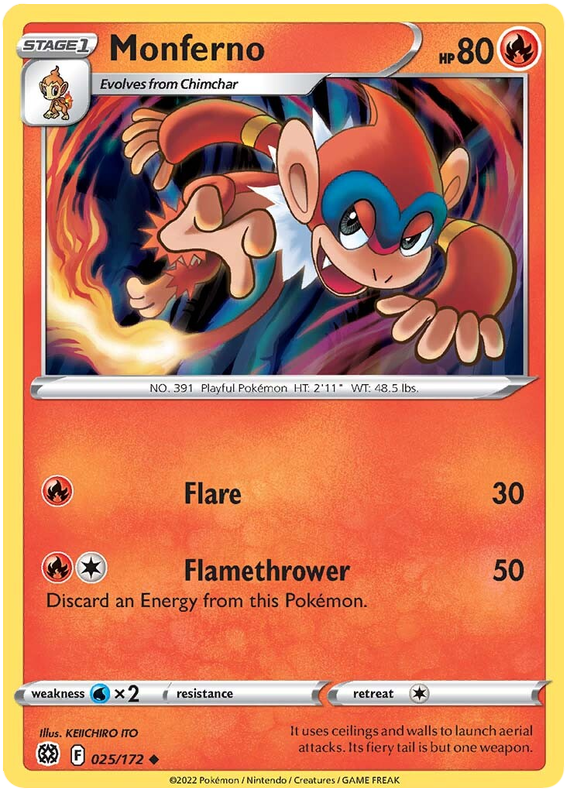 STAGE1
Monferno
HP 80
Evolves from Chimchar
NO. 391 Playful Pokémon HT: 2'11" WT: 48.5 lbs.
Flare 30
Flamethrower 50
Discard an Energy from this Pokémon.
weakness ×2 resistance retreat
Illus. KEIICHIRO ITO
It uses ceilings and walls to launch aerial
attacks. Its fiery tail is but one weapon.
F 025/172
©2022 Pokémon / Nintendo / Creatures / GAME FREAK